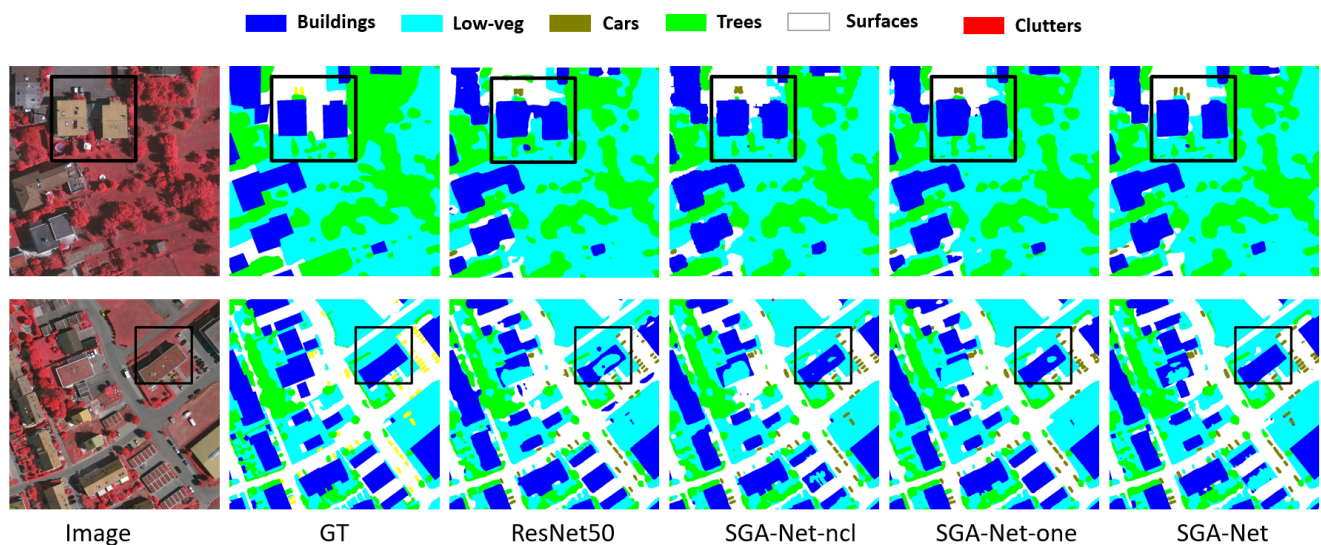 Buildings Low-veg Cars Trees Surfaces Clutters
Image GT ResNet50 SGA-Net-ncl SGA-Net-one SGA-Net